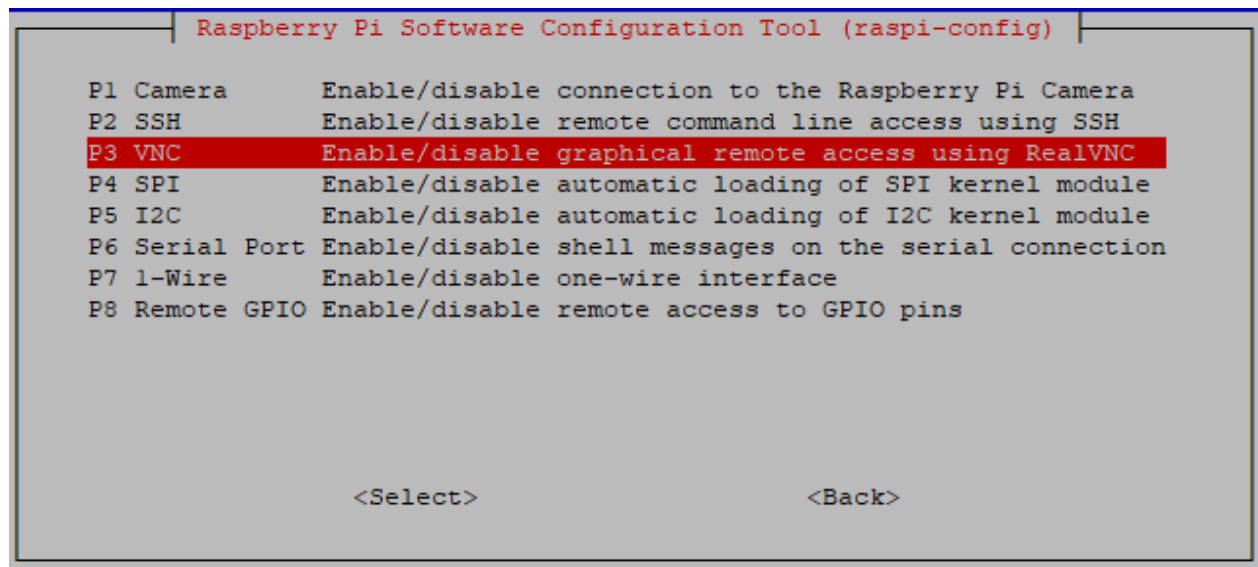 Raspberry Pi Software Configuration Tool (raspi-config)
P1 Camera Enable/disable connection to the Raspberry Pi Camera
P2 SSH Enable/disable remote command line access using SSH
P3 VNC Enable/disable graphical remote access using RealVNC
P4 SPI Enable/disable automatic loading of SPI kernel module
P5 I2C Enable/disable automatic loading of I2C kernel module
P6 Serial Port Enable/disable shell messages on the serial connection
P7 1-Wire Enable/disable one-wire interface
P8 Remote GPIO Enable/disable remote access to GPIO pins
<Select> <Back>